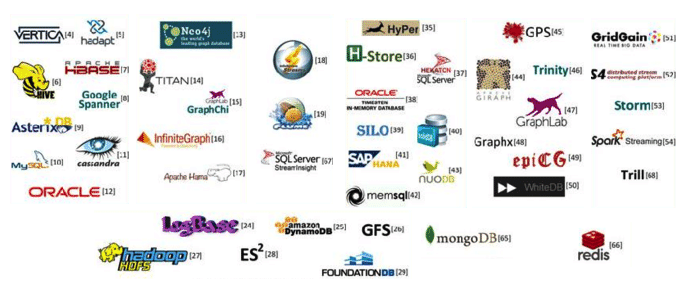 VERTICA [4]
hadapt [5]
HIVE [6]
APACHE HBASE [7]
Google Spanner [8]
AsterixDB [9]
MySQL [10]
cassandra [11]
ORACLE [12]
Neo4j [13]
the world's leading graph database
TITAN [14]
GraphLab GraphChi [15]
InfiniteGraph [16]
Apache Hama [17]
[18]
[19]
Microsoft SQL Server StreamInsight [67]
HyPer [35]
H-Store [36]
HEKATON SQL Server [37]
ORACLE
TIMESTEN IN-MEMORY DATABASE [38]
SILO [39]
[40]
SAP HANA [41]
memsql [42]
NUODB [43]
[44]
APACHE GIRAPH
GPS [45]
Trinity [46]
GraphLab [47]
Graphx [48]
epiCG [49]
WhiteDB [50]
GridGain [51]
REAL TIME BIG DATA
S4 distributed stream computing platform [52]
Storm [53]
Spark Streaming [54]
Trill [68]
LogBase [24]
amazon DynamoDB [25]
GFS [26]
hadoop HDFS [27]
ES² [28]
FOUNDATIONDB [29]
mongoDB [65]
redis [66]